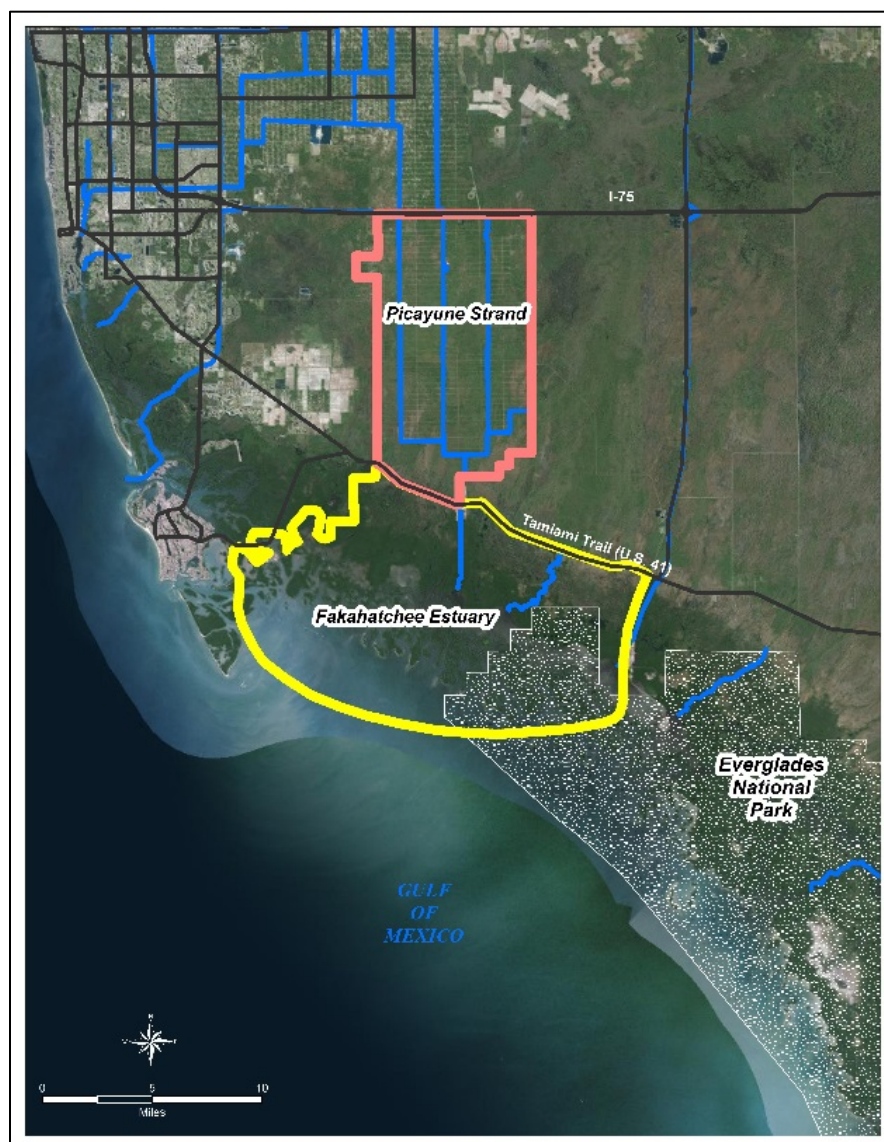 I-75
Picayune Strand
Tamiami Trail (U.S. 41)
Fakahatchee Estuary
Everglades
National
Park
GULF
OF
MEXICO
N
0 5 10
Miles